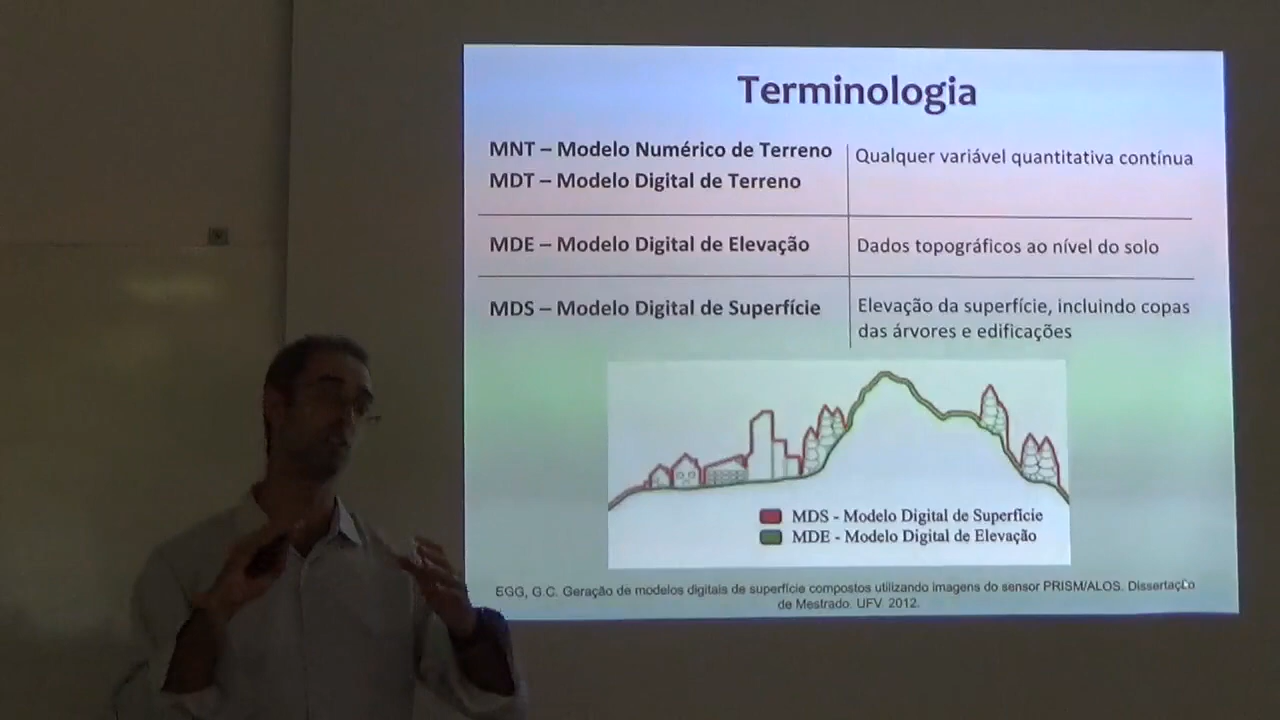 Terminologia
MNT – Modelo Numérico de Terreno
MDT – Modelo Digital de Terreno
Qualquer variável quantitativa contínua
MDE – Modelo Digital de Elevação
Dados topográficos ao nível do solo
MDS – Modelo Digital de Superfície
Elevação da superfície, incluindo copas
das árvores e edificações
MDS - Modelo Digital de Superfície
MDE - Modelo Digital de Elevação
EGG, G.C. Geração de modelos digitais de superfície compostos utilizando imagens do sensor PRISM/ALOS. Dissertação
de Mestrado. UFV. 2012.